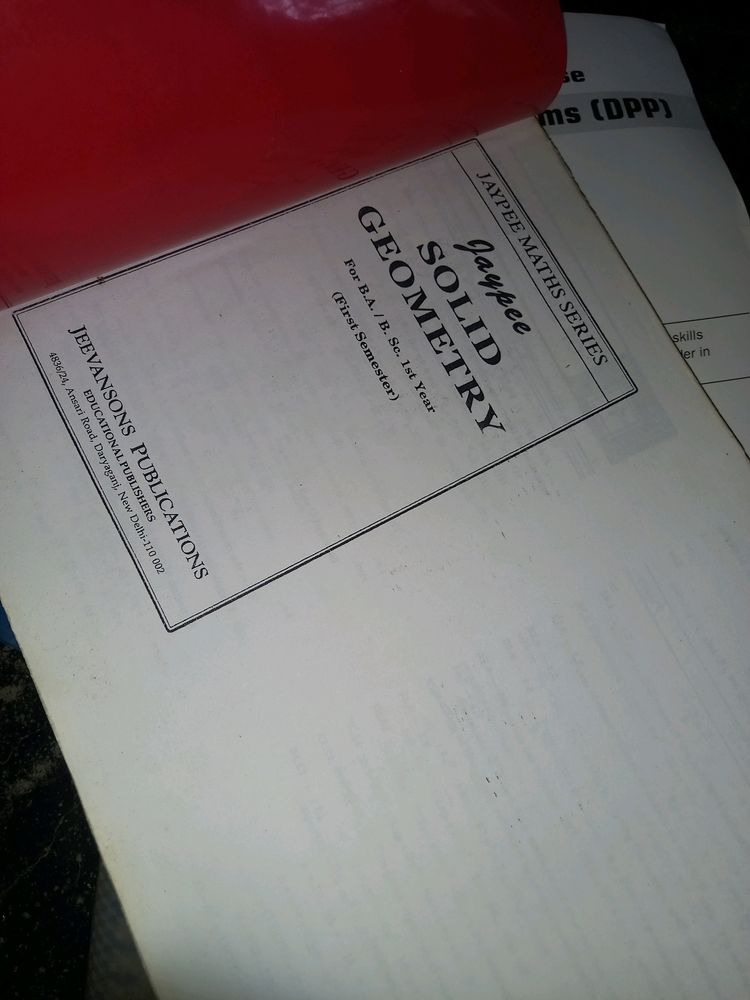 JAYPEE MATHS SERIES
Jaypee
SOLID
GEOMETRY
For B.A. / B. Sc. 1st Year
(First Semester)
JEEVANSONS PUBLICATIONS
EDUCATIONAL PUBLISHERS
4836/24, Ansari Road, Daryaganj, New Delhi-110 002
se
ms (DPP)
skills
ler in